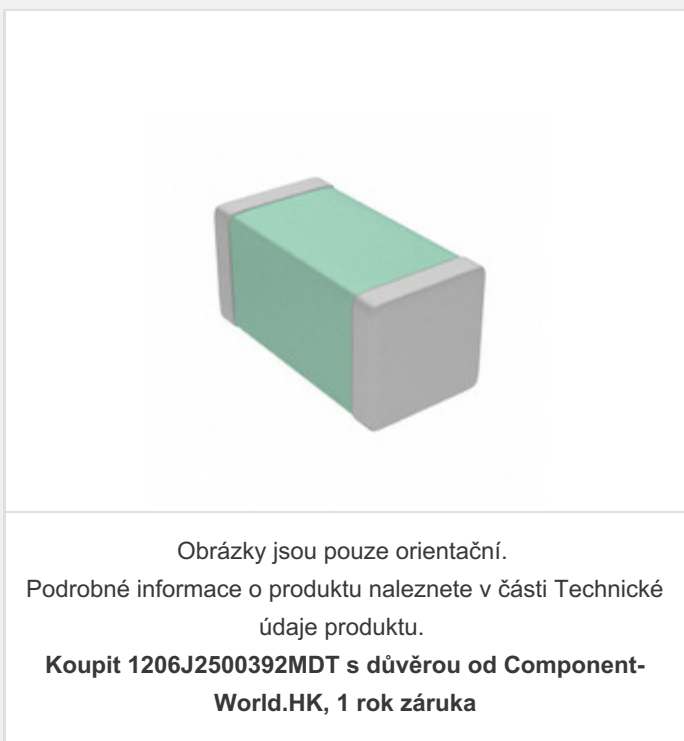 Obrázky jsou pouze orientační.
Podrobné informace o produktu naleznete v části Technické
údaje produktu.
Koupit 1206J2500392MDT s důvěrou od Component-
World.HK, 1 rok záruka